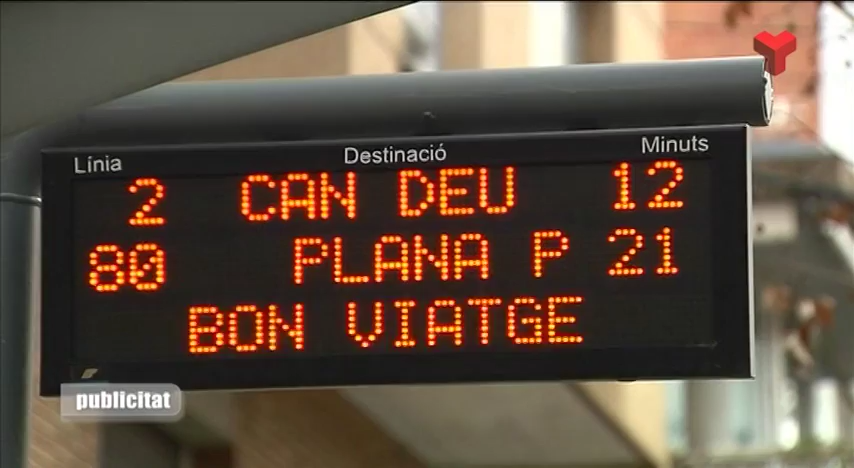 Línia Destinació Minuts
2 CAN DEU 12
80 PLANA P 21
BON VIATGE
publicitat